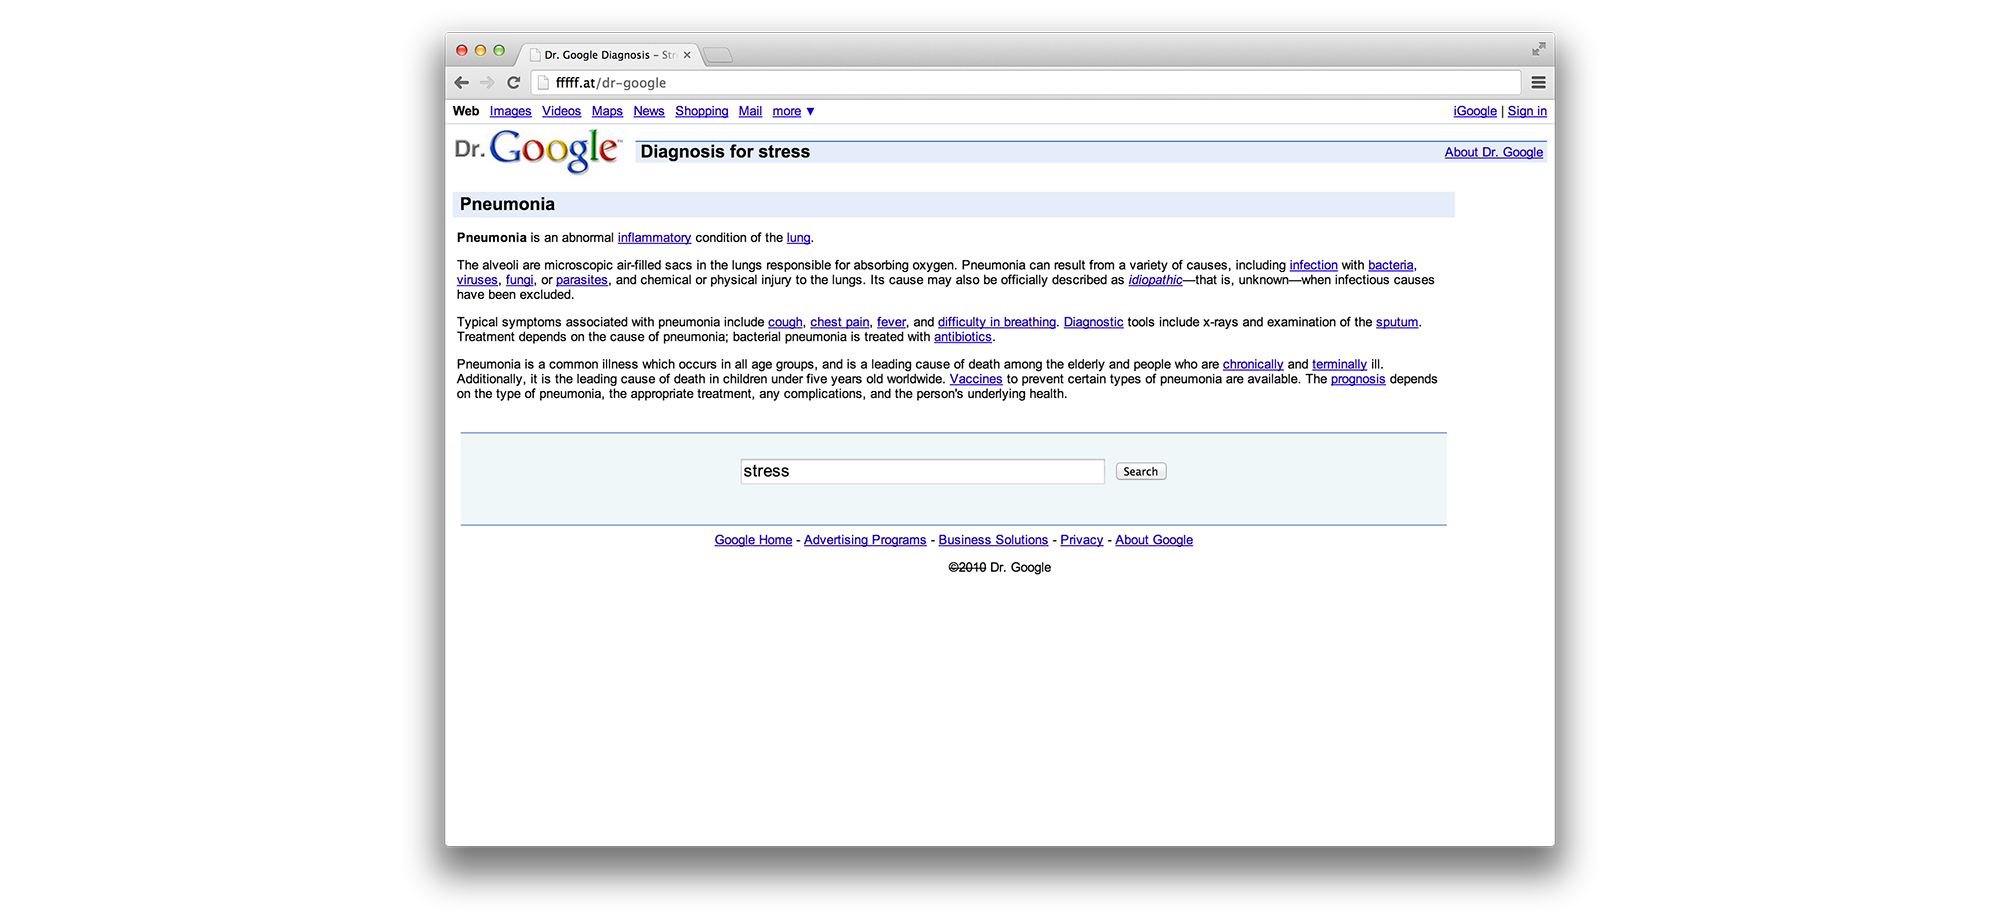 Dr. Google Diagnosis – Str
fffff.at/dr-google
Web Images Videos Maps News Shopping Mail more ▼ iGoogle | Sign in
Dr. Google™ Diagnosis for stress About Dr. Google
Pneumonia
Pneumonia is an abnormal inflammatory condition of the lung.
The alveoli are microscopic air-filled sacs in the lungs responsible for absorbing oxygen. Pneumonia can result from a variety of causes, including infection with bacteria,
viruses, fungi, or parasites, and chemical or physical injury to the lungs. Its cause may also be officially described as idiopathic—that is, unknown—when infectious causes
have been excluded.
Typical symptoms associated with pneumonia include cough, chest pain, fever, and difficulty in breathing. Diagnostic tools include x-rays and examination of the sputum.
Treatment depends on the cause of pneumonia; bacterial pneumonia is treated with antibiotics.
Pneumonia is a common illness which occurs in all age groups, and is a leading cause of death among the elderly and people who are chronically and terminally ill.
Additionally, it is the leading cause of death in children under five years old worldwide. Vaccines to prevent certain types of pneumonia are available. The prognosis depends
on the type of pneumonia, the appropriate treatment, any complications, and the person's underlying health.
stress Search
Google Home - Advertising Programs - Business Solutions - Privacy - About Google
©2010 Dr. Google